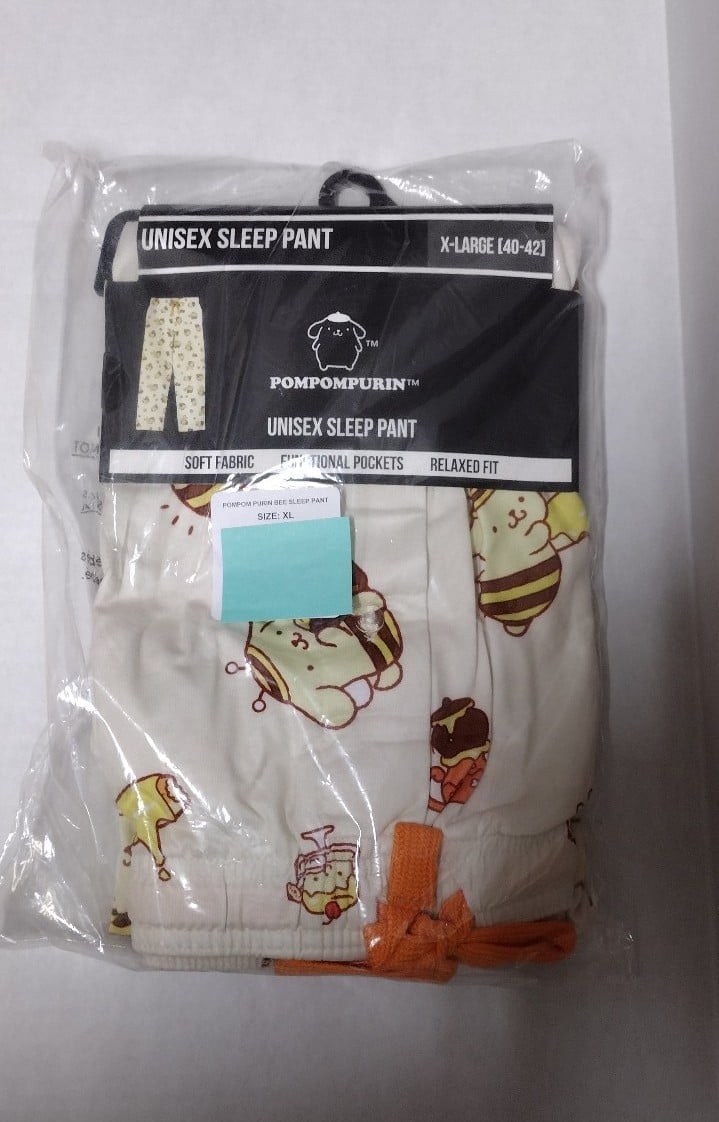 UNISEX SLEEP PANT
X-LARGE [40-42]
TM
POMPOMPURIN™
UNISEX SLEEP PANT
SOFT FABRIC FUNCTIONAL POCKETS RELAXED FIT
POMPOM PURIN BEE SLEEP PANT
SIZE: XL